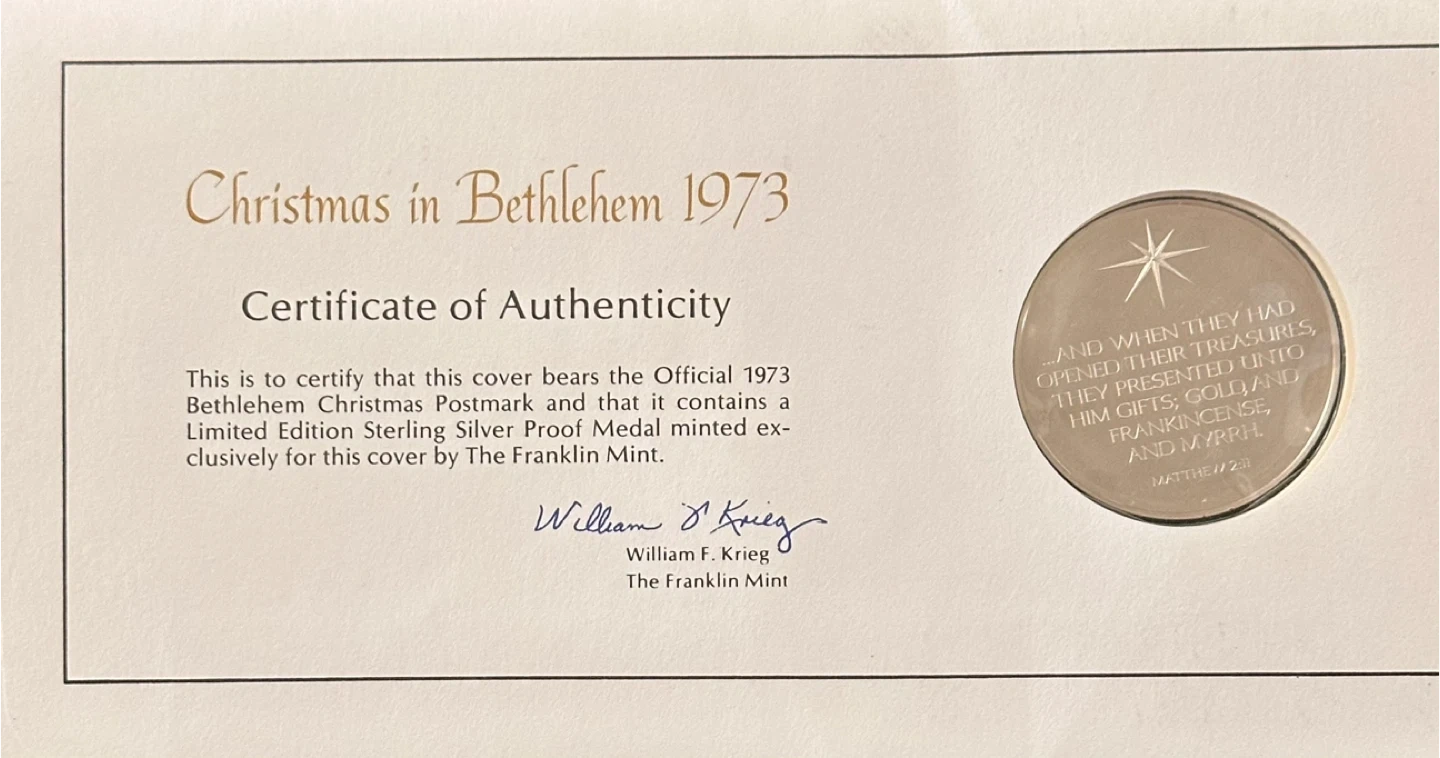 Christmas in Bethlehem 1973
Certificate of Authenticity
This is to certify that this cover bears the Official 1973
Bethlehem Christmas Postmark and that it contains a
Limited Edition Sterling Silver Proof Medal minted ex-
clusively for this cover by The Franklin Mint.
William F Krieg
William F. Krieg
The Franklin Mint
...AND WHEN THEY HAD
OPENED THEIR TREASURES,
THEY PRESENTED UNTO
HIM GIFTS; GOLD, AND
FRANKINCENSE,
AND MYRRH.
MATTHEW 2:11